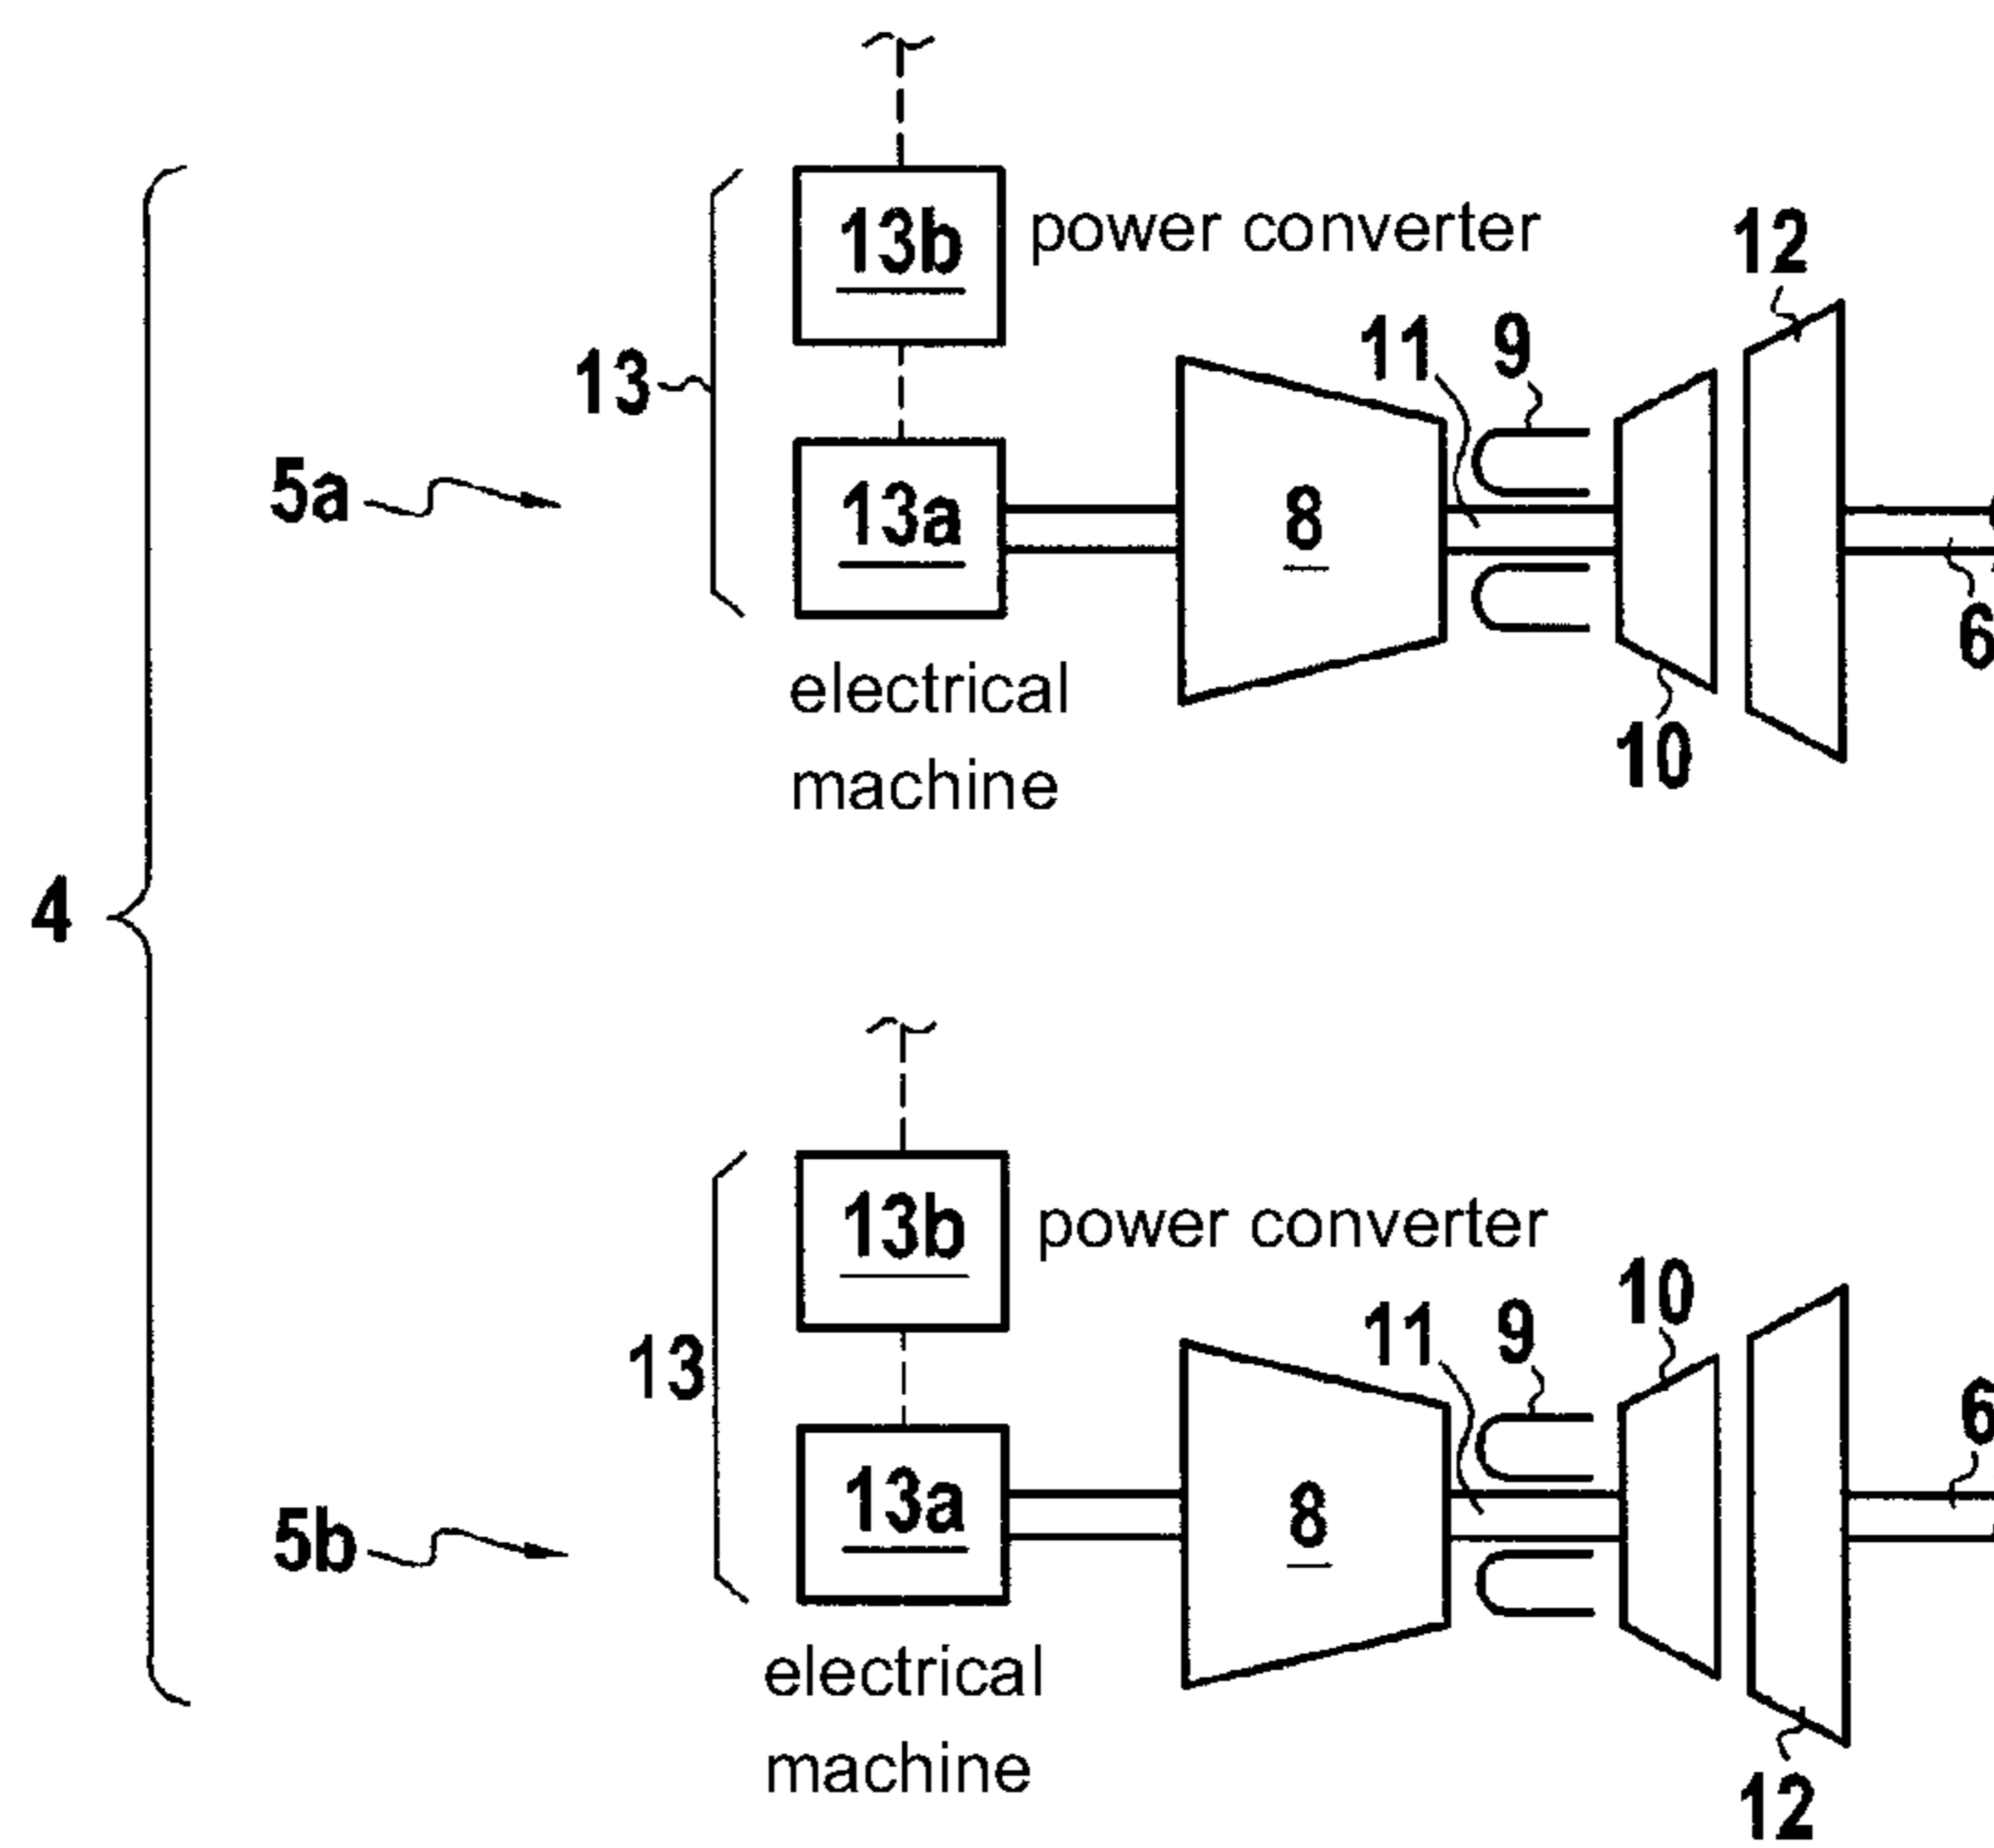 13b power converter
12
11 9
13
5a
13a
8
6
electrical
machine
10
4
13b power converter
10
11 9
13
6
5b
13a
8
electrical
machine
12